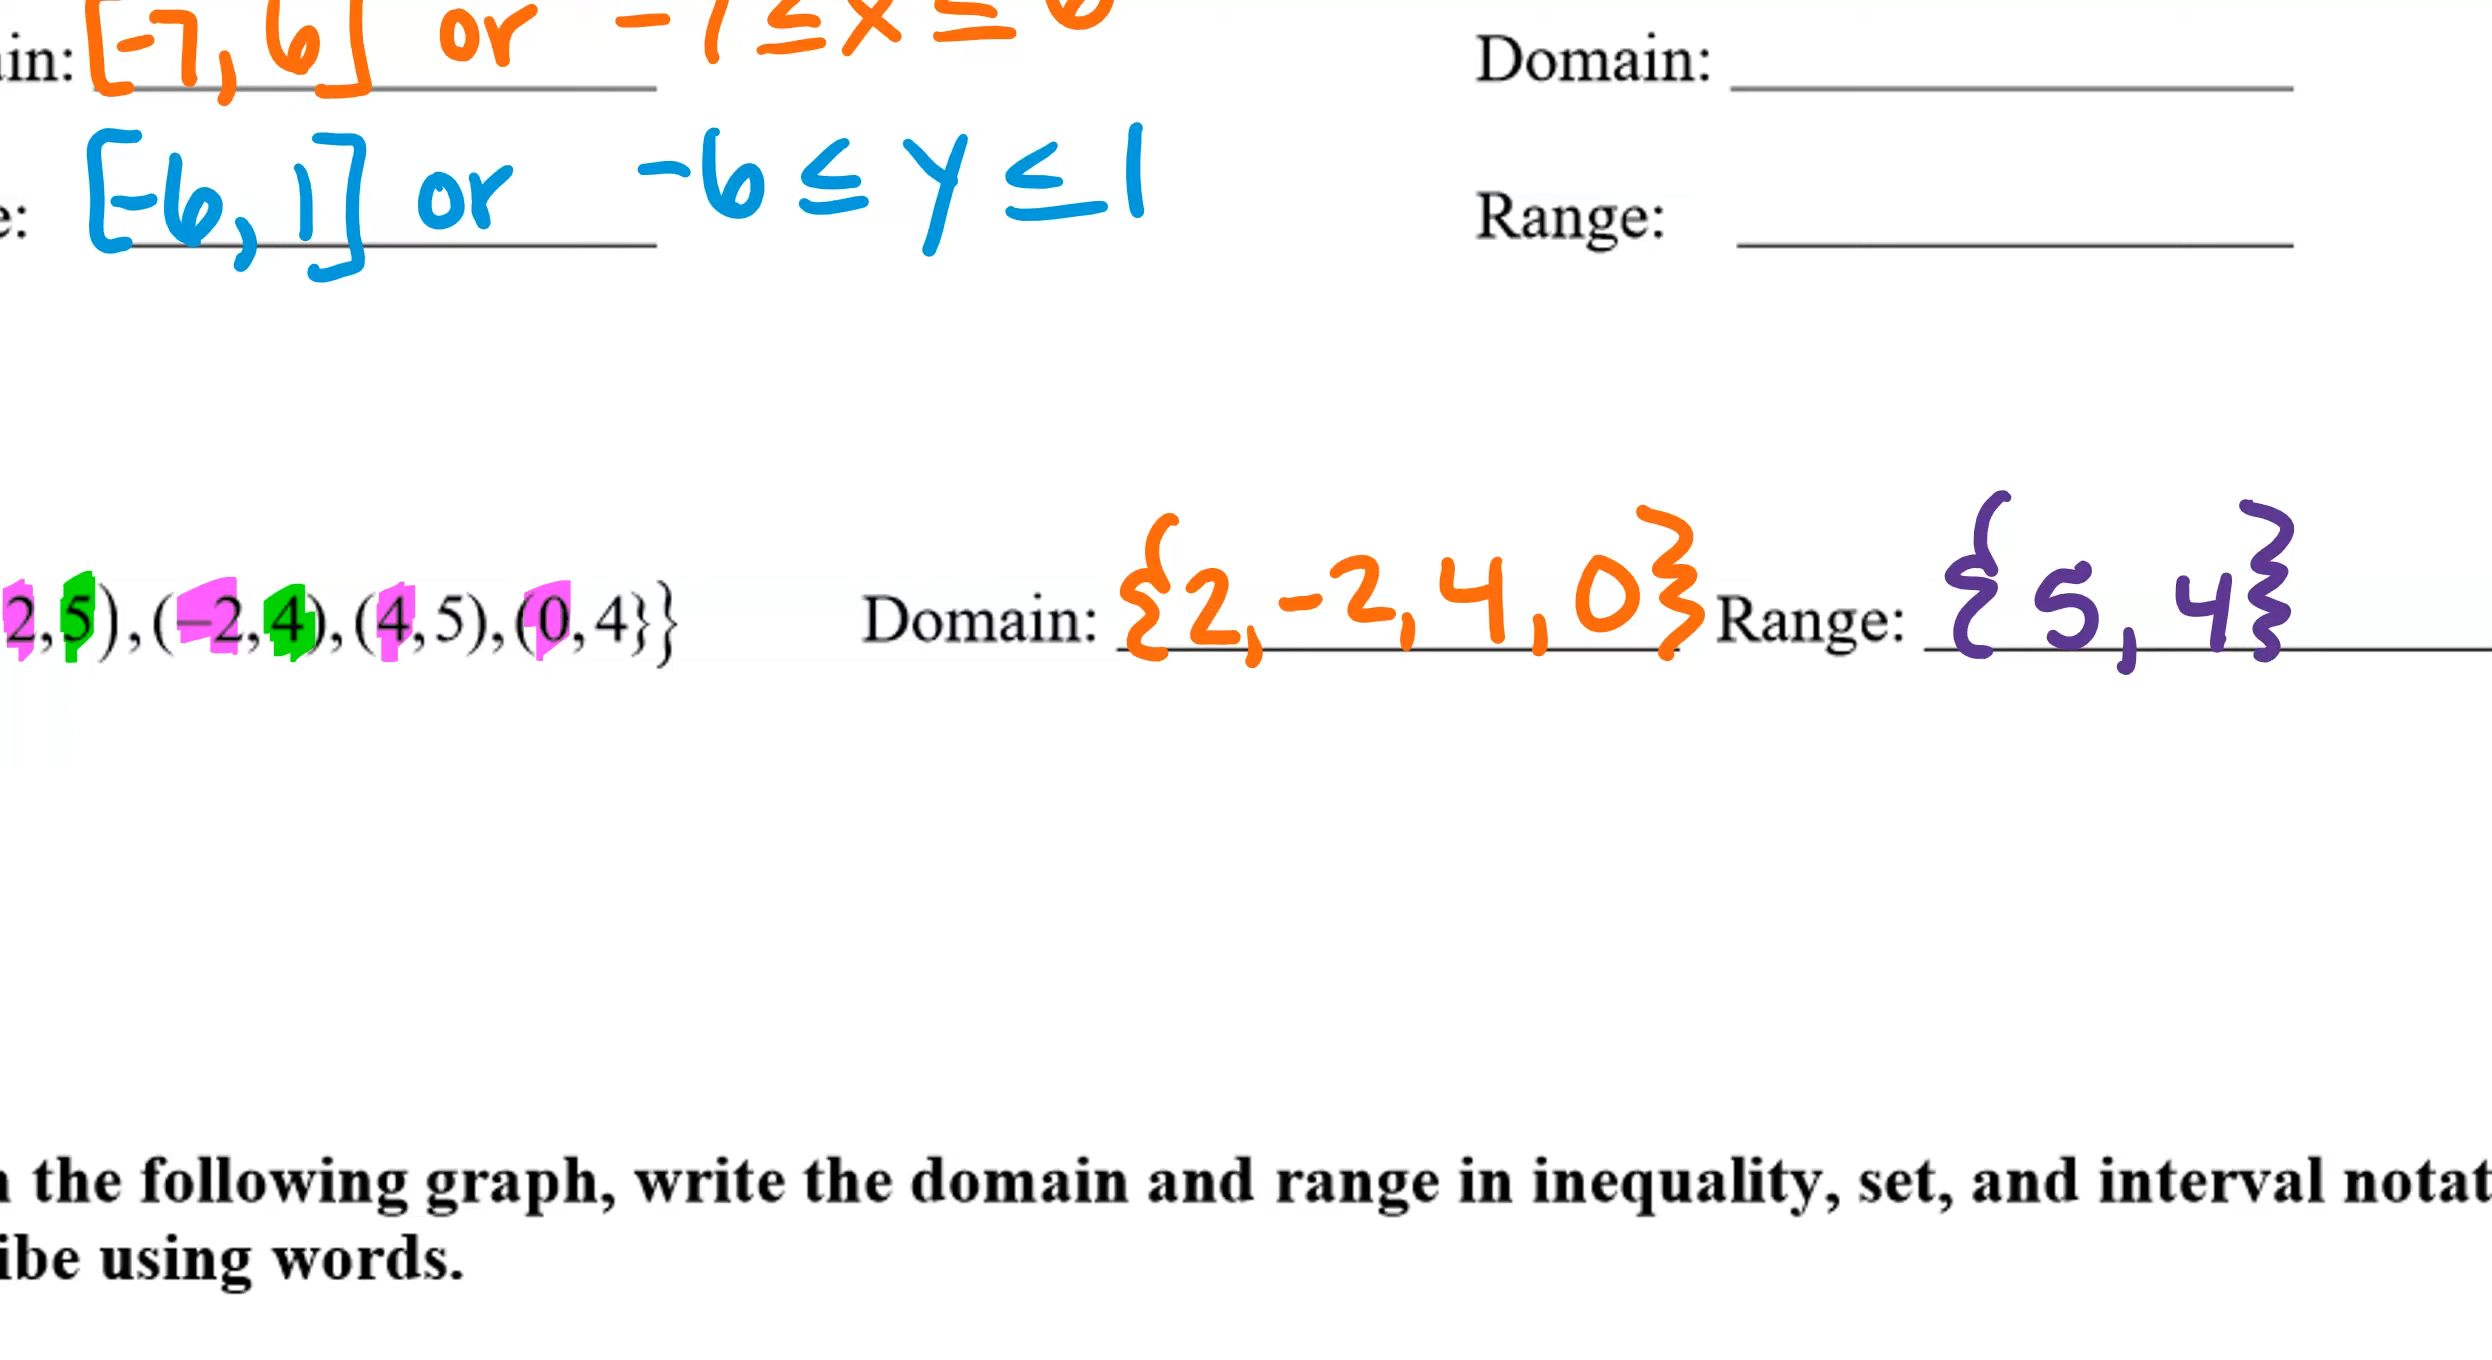 in: [-7, 6] or -7 ≤ x ≤ 6 Domain:
e: [-6, 1] or -6 ≤ y ≤ 1 Range:
2,5),(−2,4),(4,5),(0,4}} Domain: {2,-2,4,0} Range: {5,4}
the following graph, write the domain and range in inequality, set, and interval notat
ibe using words.